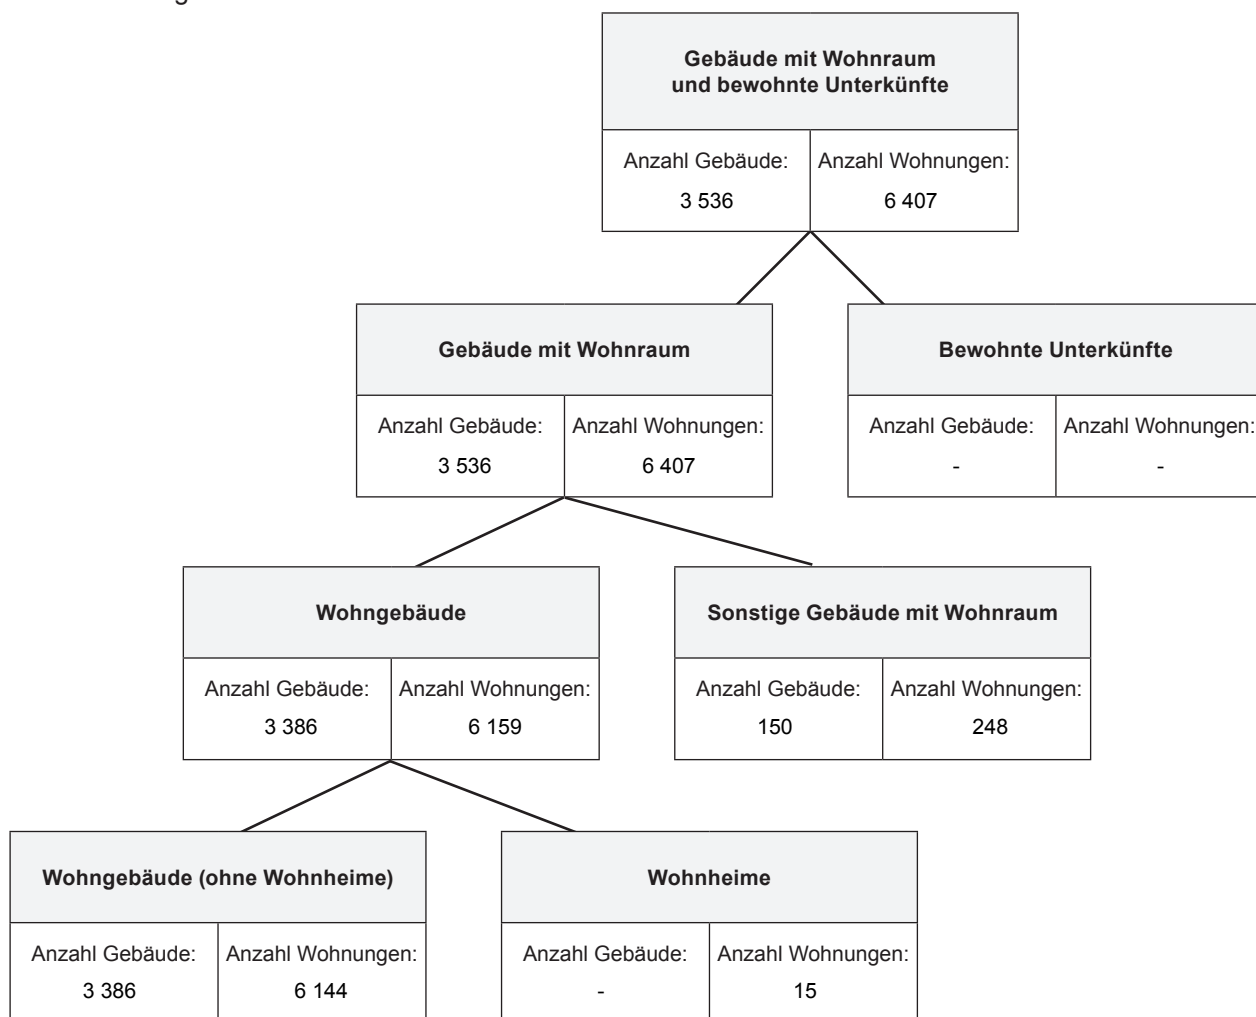 Gebäude mit Wohnraum
und bewohnte Unterkünfte
Anzahl Gebäude: Anzahl Wohnungen:
3 536 6 407
Gebäude mit Wohnraum Bewohnte Unterkünfte
Anzahl Gebäude: Anzahl Wohnungen: Anzahl Gebäude: Anzahl Wohnungen:
3 536 6 407 - -
Wohngebäude Sonstige Gebäude mit Wohnraum
Anzahl Gebäude: Anzahl Wohnungen: Anzahl Gebäude: Anzahl Wohnungen:
3 386 6 159 150 248
Wohngebäude (ohne Wohnheime) Wohnheime
Anzahl Gebäude: Anzahl Wohnungen: Anzahl Gebäude: Anzahl Wohnungen:
3 386 6 144 - 15